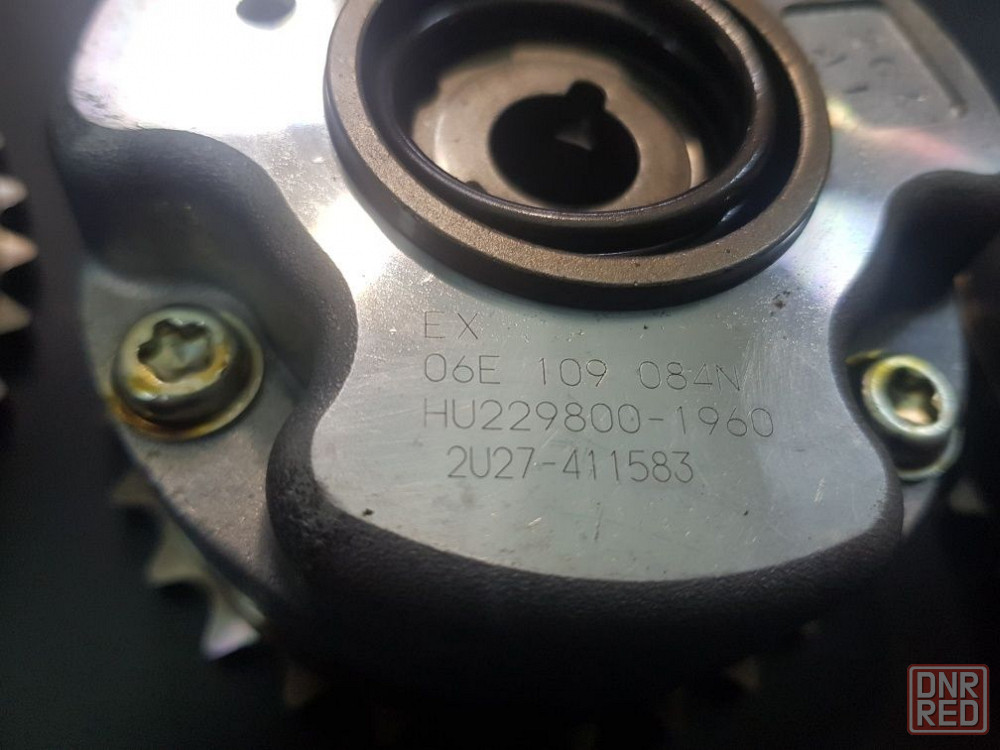 EX
06E 109 084N
HU229800-1960
2U27-411583
DNR
RED